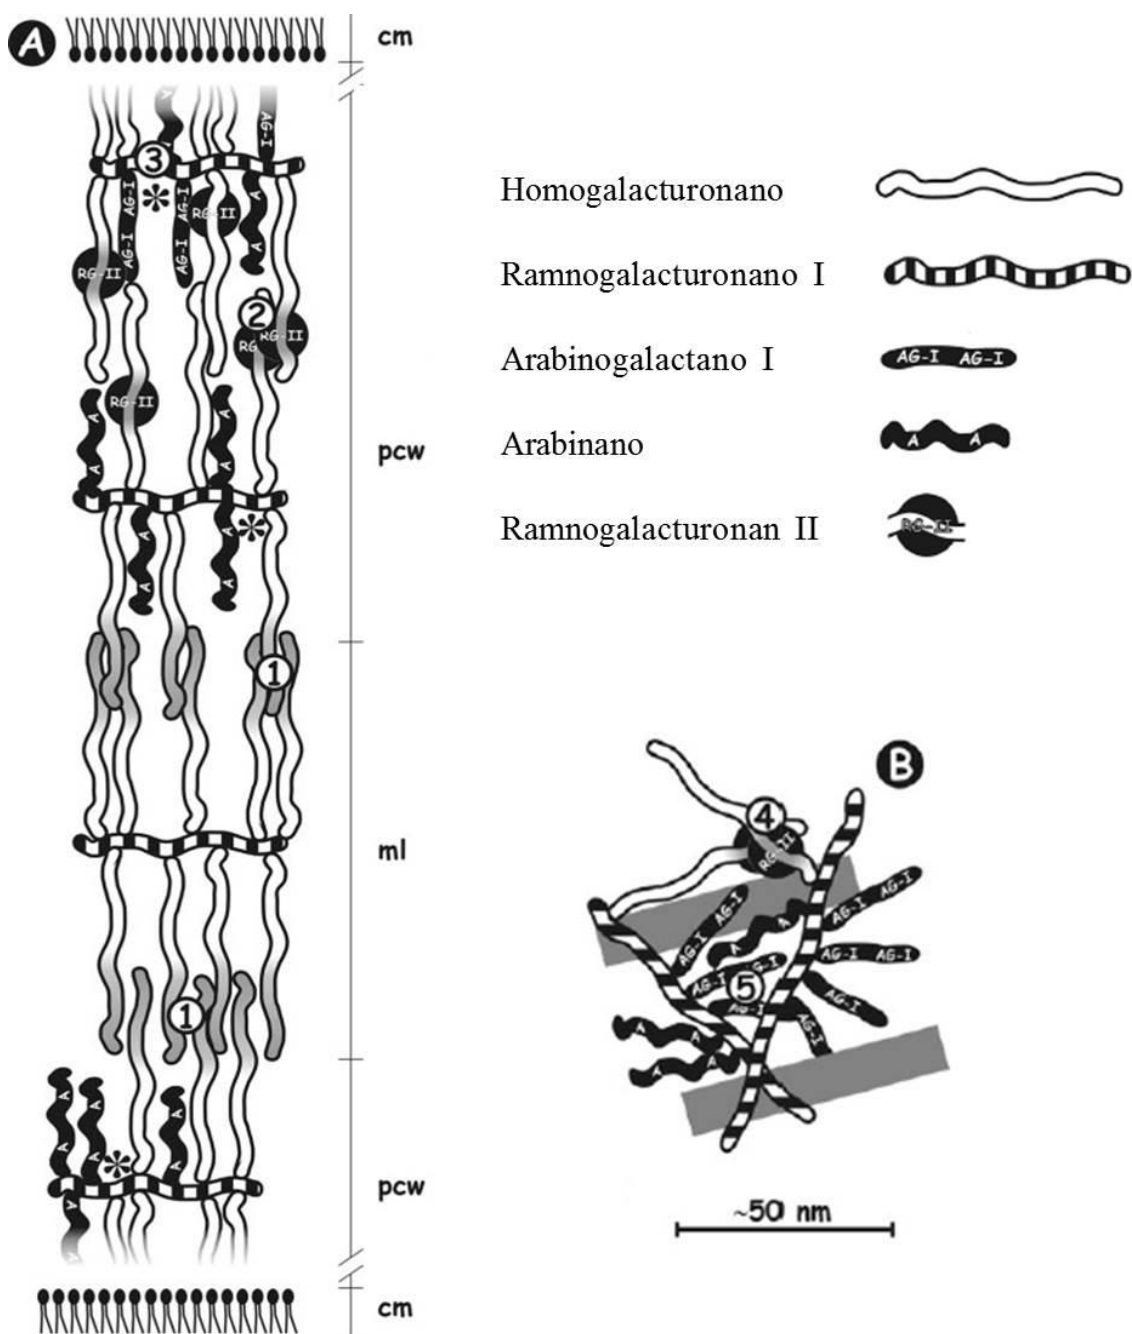 A
cm
A
AG-I
3
AG-I
AG-I
AG-I
AG-I
A
A
RG-II
RG-II
2
RG
RG-II
RG-II
A
A
A
A
pcw
A
A
A
A
1
ml
1
A
A
A
A
A
A
A
pcw
cm
Homogalacturonano
Ramnogalacturonano I
Arabinogalactano I
AG-I AG-I
Arabinano
A A
Ramnogalacturonan II
RG-II
B
4
RG-II
AG-I AG-I
AG-I AG-I
A A
AG-I AG-I
AG-I
5
AG-I
AG-I
A A
A A
~50 nm